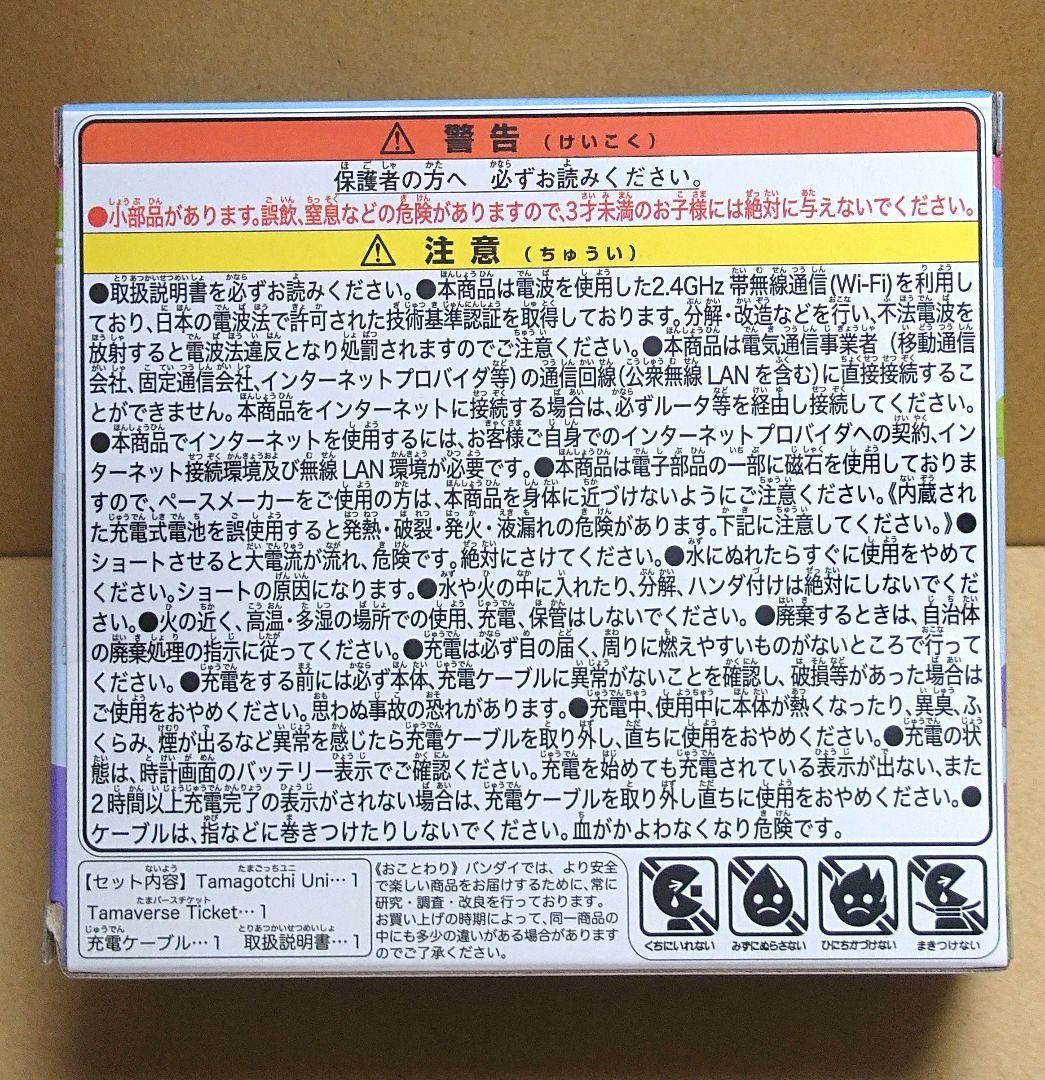 ⚠ 警告（けいこく）
保護者の方へ 必ずお読みください。
●小部品があります。誤飲、窒息などの危険がありますので、3才未満のお子様には絶対に与えないでください。
⚠ 注意（ちゅうい）
●取扱説明書を必ずお読みください。●本商品は電波を使用した2.4GHz帯無線通信(Wi-Fi)を利用し
ており、日本の電波法で許可された技術基準認証を取得しております。分解・改造などを行い、不法電波を
放射すると電波法違反となり処罰されますのでご注意ください。●本商品は電気通信事業者（移動通信
会社、固定通信会社、インターネットプロバイダ等）の通信回線(公衆無線LANを含む)に直接接続するこ
とができません。本商品をインターネットに接続する場合は、必ずルータ等を経由し接続してください。
●本商品でインターネットを使用するには、お客様ご自身でのインターネットプロバイダへの契約、イン
ターネット接続環境及び無線LAN環境が必要です。●本商品は電子部品の一部に磁石を使用しておりま
すので、ペースメーカーをご使用の方は、本商品を身体に近づけないようにご注意ください。《内蔵され
た充電式電池を誤使用すると発熱・破裂・発火・液漏れの危険があります。下記に注意してください。》●
ショートさせると大電流が流れ、危険です。絶対にさけてください。●水にぬれたらすぐに使用をやめて
ください。ショートの原因になります。●水や火の中に入れたり、分解、ハンダ付けは絶対にしないでくだ
さい。●火の近く、高温・多湿の場所での使用、充電、保管はしないでください。●廃棄するときは、自治体
の廃棄処理の指示に従ってください。●充電は必ず目の届く、周りに燃えやすいものがないところで行って
ください。●充電をする前には必ず本体、充電ケーブルに異常がないことを確認し、破損等があった場合は
ご使用をおやめください。思わぬ事故の恐れがあります。●充電中、使用中に本体が熱くなったり、異臭、ふ
くらみ、煙が出るなど異常を感じたら充電ケーブルを取り外し、直ちに使用をおやめください。●充電の状
態は、時計画面のバッテリー表示でご確認ください。充電を始めても充電されている表示が出ない、また
2時間以上充電完了の表示がされない場合は、充電ケーブルを取り外し直ちに使用をおやめください。●
ケーブルは、指などに巻きつけたりしないでください。血がかよわなくなり危険です。
【セット内容】Tamagotchi Uni…1
Tamaverse Ticket…1
充電ケーブル…1 取扱説明書…1
《おことわり》バンダイでは、より安全
で楽しい商品をお届けするために、常に
研究・調査・改良を行っております。
お買い上げの時期によって、同一商品の
中にも多少の違いがある場合があります
のでご了承ください。
くちにいれない みずにぬらさない ひにちかづけない まきつけない